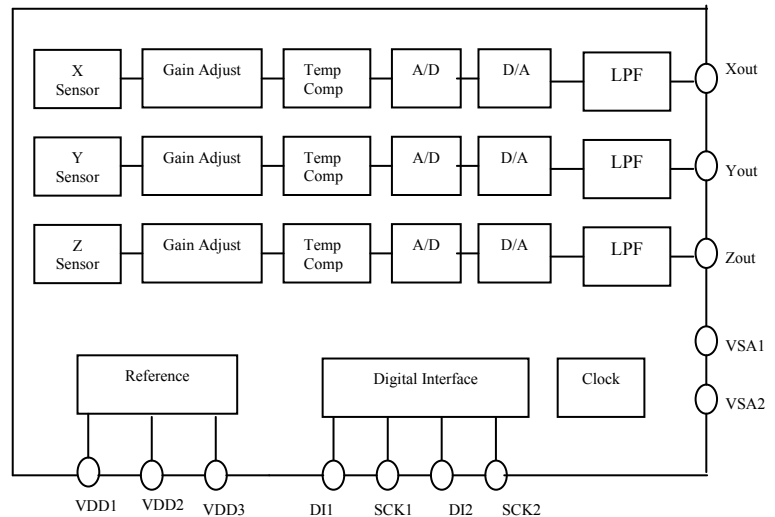 X
Sensor
Gain Adjust
Temp
Comp
A/D
D/A
LPF
Xout
Y
Sensor
Gain Adjust
Temp
Comp
A/D
D/A
LPF
Yout
Z
Sensor
Gain Adjust
Temp
Comp
A/D
D/A
LPF
Zout
VSA1
Reference
Digital Interface
Clock
VSA2
VDD1
VDD2
VDD3
DI1
SCK1
DI2
SCK2